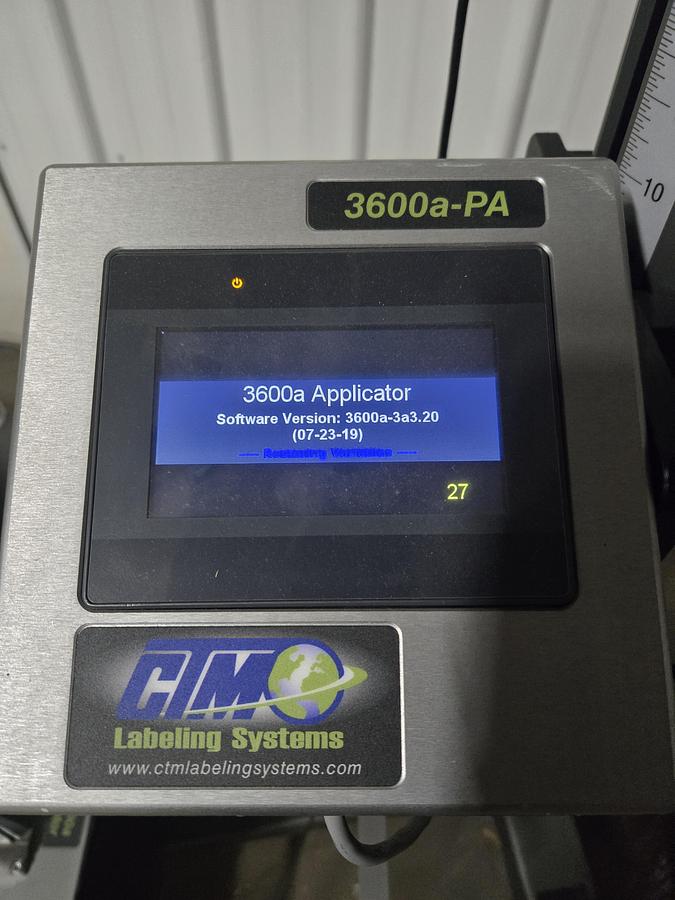 10
3600a-PA
3600a Applicator
Software Version: 3600a-3a3.20
(07-23-19)
27
CTM
Labeling Systems
www.ctmlabelingsystems.com